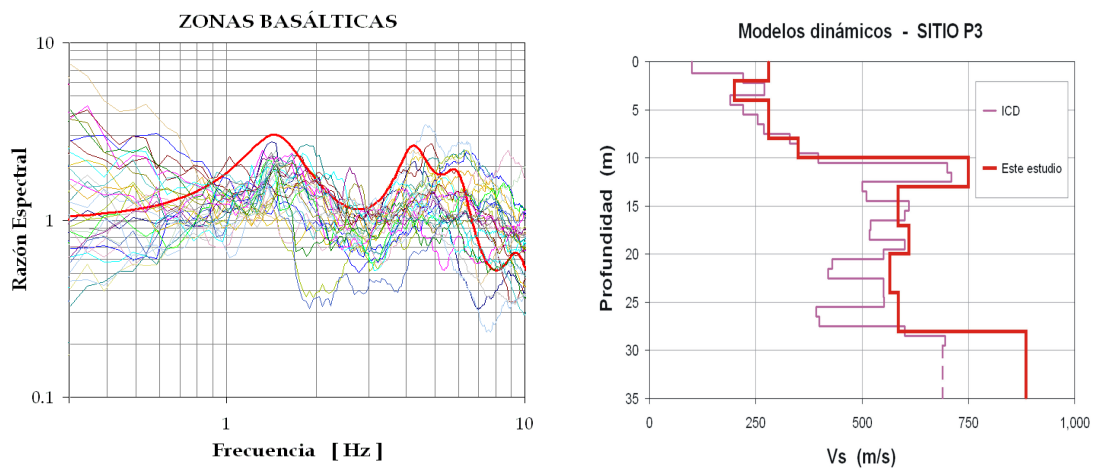 ZONAS BASÁLTICAS
10
1
0.1
Razón Espectral
1
10
Frecuencia [ Hz ]
Modelos dinámicos - SITIO P3
0
5
10
15
20
25
30
35
Profundidad (m)
0
250
500
750
1,000
Vs (m/s)
ICD
Este estudio